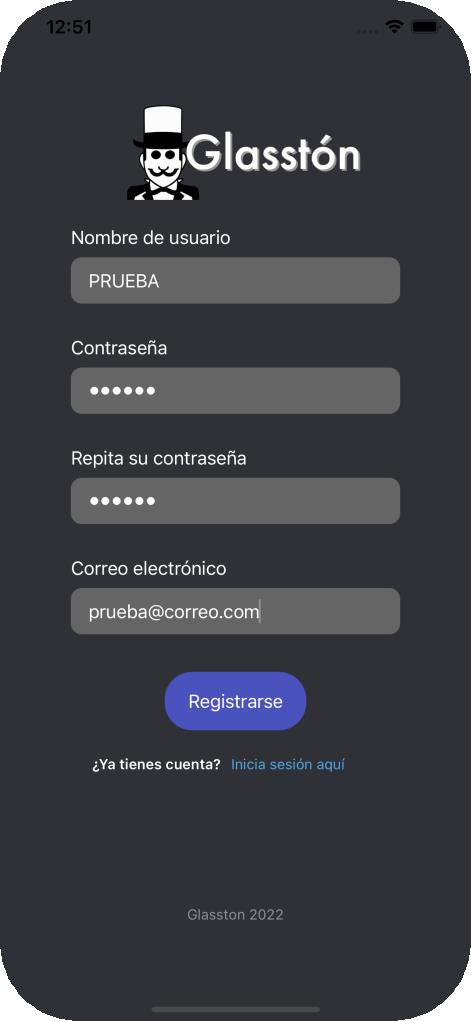 12:51
Glasstón
Nombre de usuario
PRUEBA
Contraseña
••••••
Repita su contraseña
••••••
Correo electrónico
prueba@correo.com
Registrarse
¿Ya tienes cuenta? Inicia sesión aquí
Glasston 2022